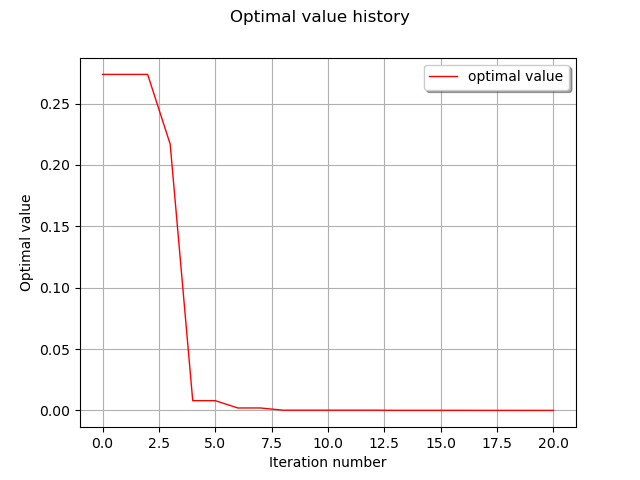 Optimal value history
optimal value
0.25
0.20
0.15
0.10
0.05
0.00
Optimal value
0.0 2.5 5.0 7.5 10.0 12.5 15.0 17.5 20.0
Iteration number